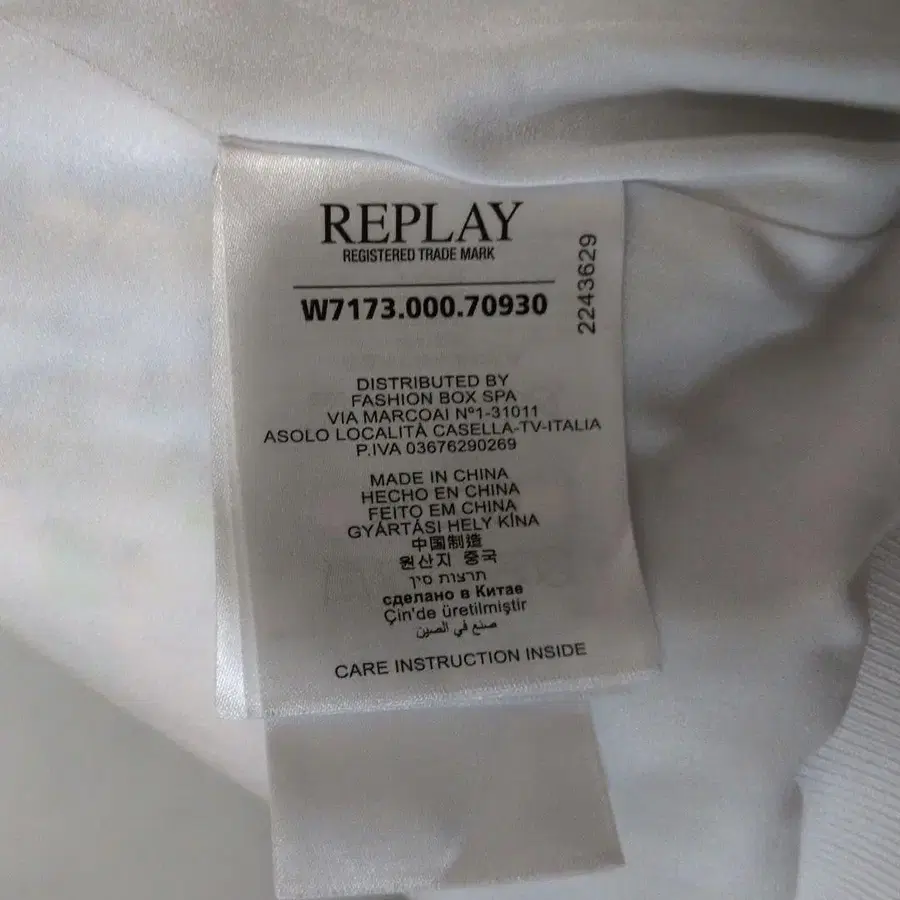 REPLAY
REGISTERED TRADE MARK
W7173.000.70930
2243629
DISTRIBUTED BY
FASHION BOX SPA
VIA MARCOAI Nº1-31011
ASOLO LOCALITÀ CASELLA-TV-ITALIA
P.IVA 03676290269
MADE IN CHINA
HECHO EN CHINA
FEITO EM CHINA
GYÁRTÁSI HELY KÍNA
中国制造
원산지 중국
תרצות סין
сделано в Китае
Çin'de üretilmiştir
صنع في الصين
CARE INSTRUCTION INSIDE